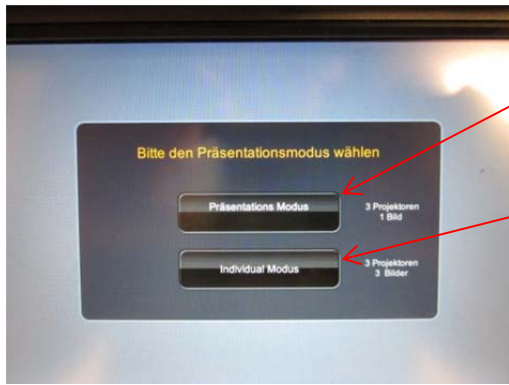 Bitte den Präsentationsmodus wählen
Präsentations Modus
3 Projektoren
1 Bild
Individual Modus
3 Projektoren
3 Bilder